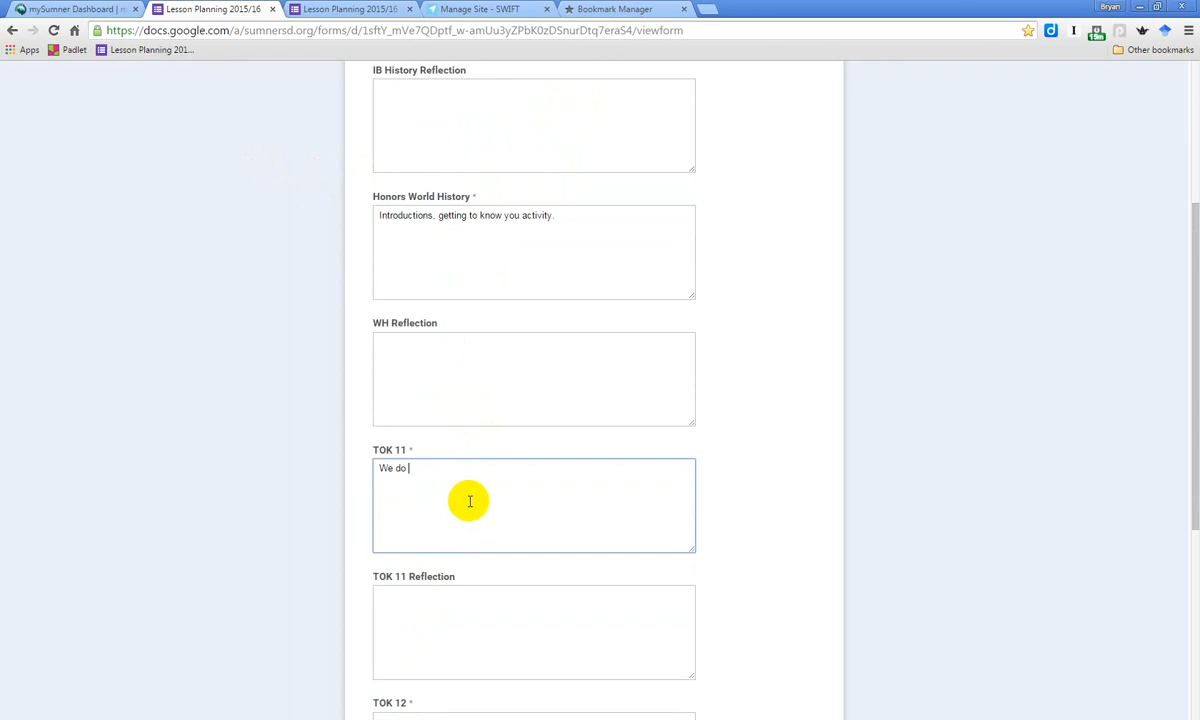 mySumner Dashboard | m
Lesson Planning 2015/16
Lesson Planning 2015/16
Manage Site - SWIFT
Bookmark Manager
Bryan
https://docs.google.com/a/sumnersd.org/forms/d/1sftY_mVe7QDptf_w-amUu3yZPbK0zDSnurDtq7eraS4/viewform
15m
Apps
Padlet
Lesson Planning 201...
Other bookmarks
IB History Reflection
Honors World History *
Introductions, getting to know you activity.
WH Reflection
TOK 11 *
We do
TOK 11 Reflection
TOK 12 *